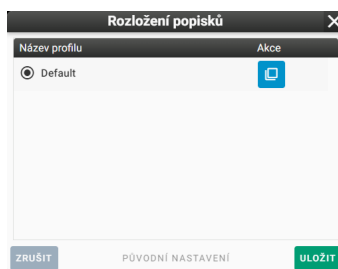 Rozložení popisků
Název profilu Akce
Default
ZRUŠIT PŮVODNÍ NASTAVENÍ ULOŽIT